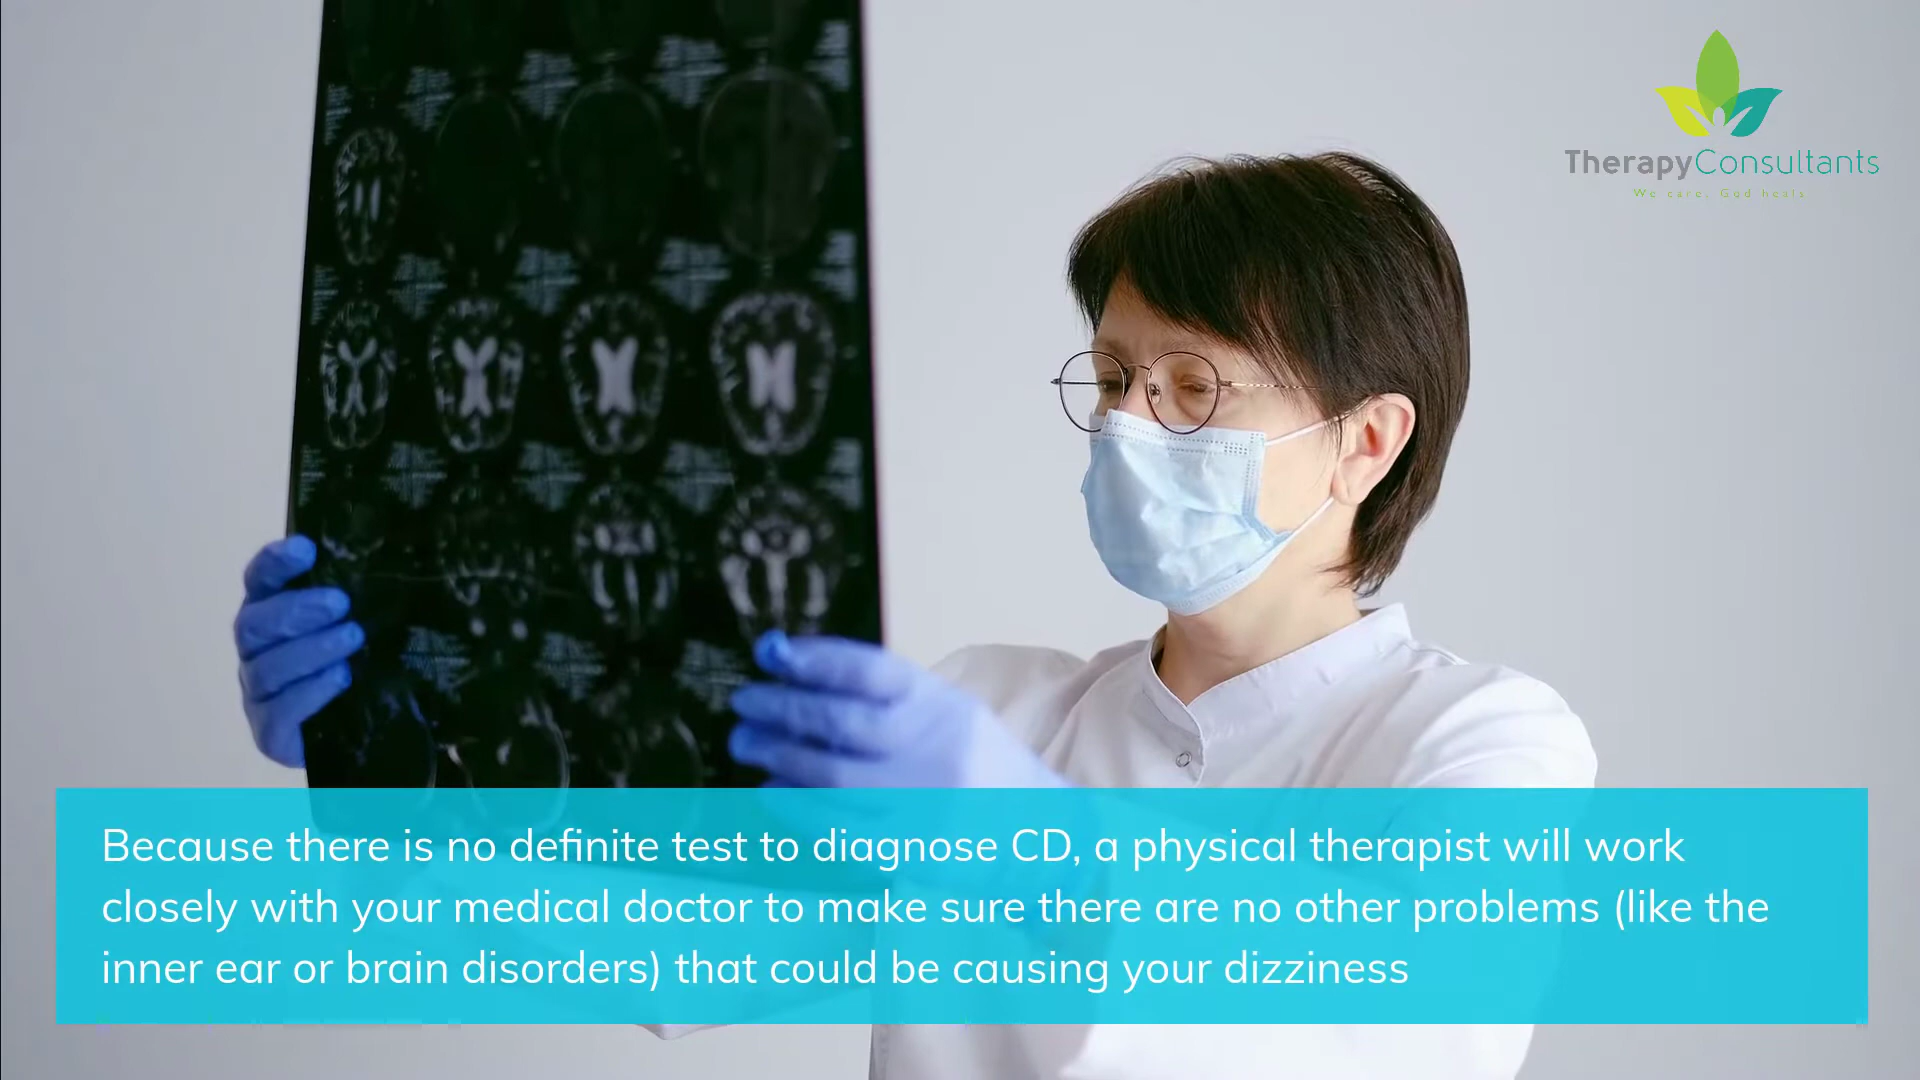 TherapyConsultants
We care. God heals
Because there is no definite test to diagnose CD, a physical therapist will work
closely with your medical doctor to make sure there are no other problems (like the
inner ear or brain disorders) that could be causing your dizziness